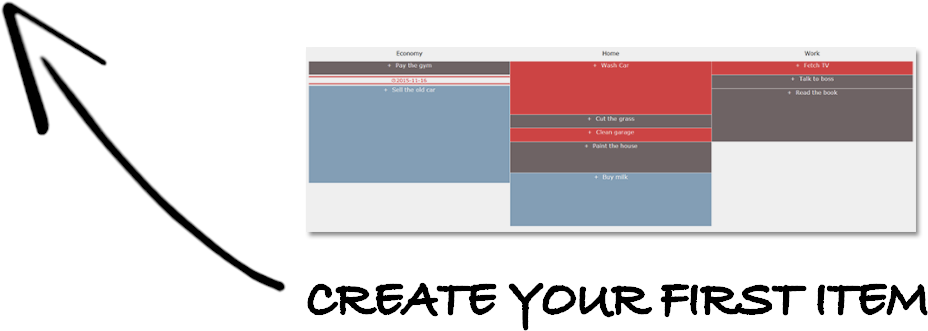 Economy
Home
Work
+ Pay the gym
+ Wash Car
+ Fetch TV
2015-11-16
+ Talk to boss
+ Sell the old car
+ Read the book
+ Cut the grass
+ Clean garage
+ Paint the house
+ Buy milk
CREATE YOUR FIRST ITEM